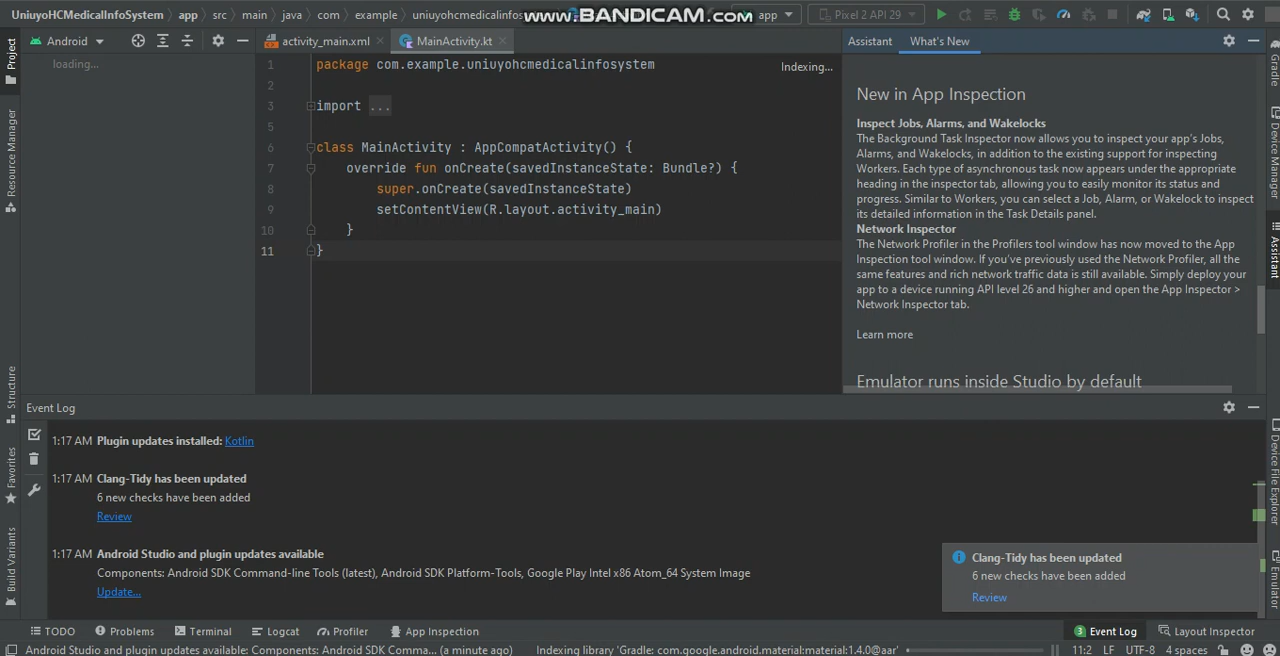 UniuyoHCMedicalInfoSystem
app
src
main
java
com
example
uniuyohcmedicalinfos
www.BANDICAM.com
app
Pixel 2 API 29
Project
Android
activity_main.xml
MainActivity.kt
Assistant
What's New
loading...
Indexing...
1 package com.example.uniuyohcmedicalinfosystem
2
3 import ...
5
6 class MainActivity : AppCompatActivity() {
7 override fun onCreate(savedInstanceState: Bundle?) {
8 super.onCreate(savedInstanceState)
9 setContentView(R.layout.activity_main)
10 }
11 }
New in App Inspection
Inspect Jobs, Alarms, and Wakelocks
The Background Task Inspector now allows you to inspect your app's Jobs,
Alarms, and Wakelocks, in addition to the existing support for inspecting
Workers. Each type of asynchronous task now appears under the appropriate
heading in the inspector tab, allowing you to easily monitor its status and
progress. Similar to Workers, you can select a Job, Alarm, or Wakelock to inspect
its detailed information in the Task Details panel.
Network Inspector
The Network Profiler in the Profilers tool window has now moved to the App
Inspection tool window. If you've previously used the Network Profiler, all the
same features and rich network traffic data is still available. Simply deploy your
app to a device running API level 26 and higher and open the App Inspector >
Network Inspector tab.
Learn more
Emulator runs inside Studio by default
Resource Manager
Structure
Favorites
Build Variants
Gradle
Device Manager
Assistant
Device File Explorer
Emulator
Event Log
1:17 AM Plugin updates installed: Kotlin
1:17 AM Clang-Tidy has been updated
6 new checks have been added
Review
1:17 AM Android Studio and plugin updates available
Components: Android SDK Command-line Tools (latest), Android SDK Platform-Tools, Google Play Intel x86 Atom_64 System Image
Update...
Clang-Tidy has been updated
6 new checks have been added
Review
TODO
Problems
Terminal
Logcat
Profiler
App Inspection
3 Event Log
Layout Inspector
Android Studio and plugin updates available: Components: Android SDK Comma... (a minute ago)
Indexing library 'Gradle: com.google.android.material:material:1.4.0@aar'
11:2 LF UTF-8 4 spaces